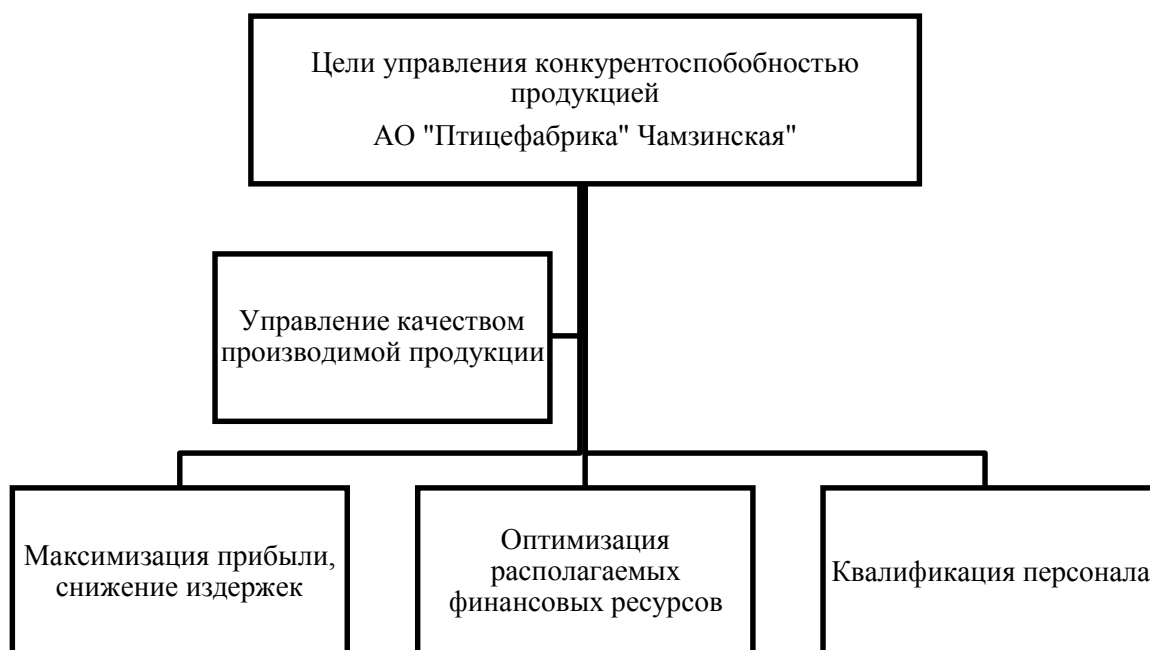 Цели управления конкурентоспобобностью
продукцией
АО "Птицефабрика" Чамзинская"
Управление качеством
производимой продукции
Максимизация прибыли,
снижение издержек
Оптимизация
располагаемых
финансовых ресурсов
Квалификация персонала